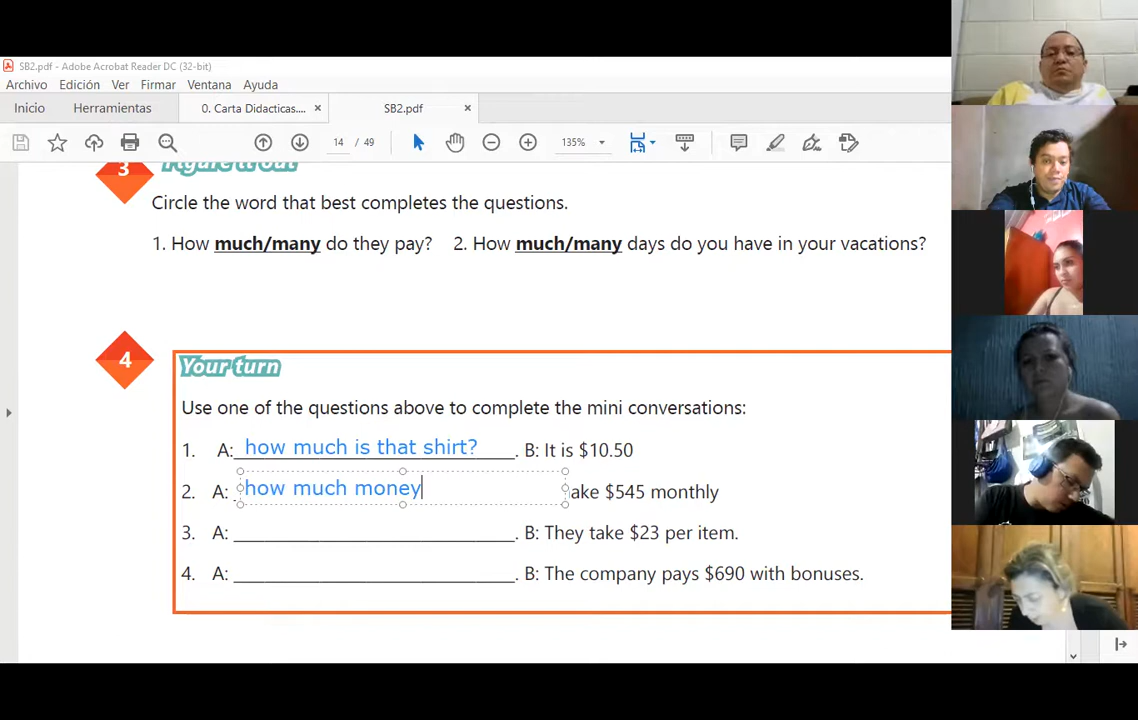 SB2.pdf - Adobe Acrobat Reader DC (32-bit)
Archivo Edición Ver Firmar Ventana Ayuda
Inicio Herramientas 0. Carta Didacticas.... × SB2.pdf ×
14 / 49 135%
3 Figure it out
Circle the word that best completes the questions.
1. How much/many do they pay? 2. How much/many days do you have in your vacations?
4 Your turn
Use one of the questions above to complete the mini conversations:
1. A: how much is that shirt? . B: It is $10.50
2. A: how much money ake $545 monthly
3. A: ___________________________. B: They take $23 per item.
4. A: ___________________________. B: The company pays $690 with bonuses.